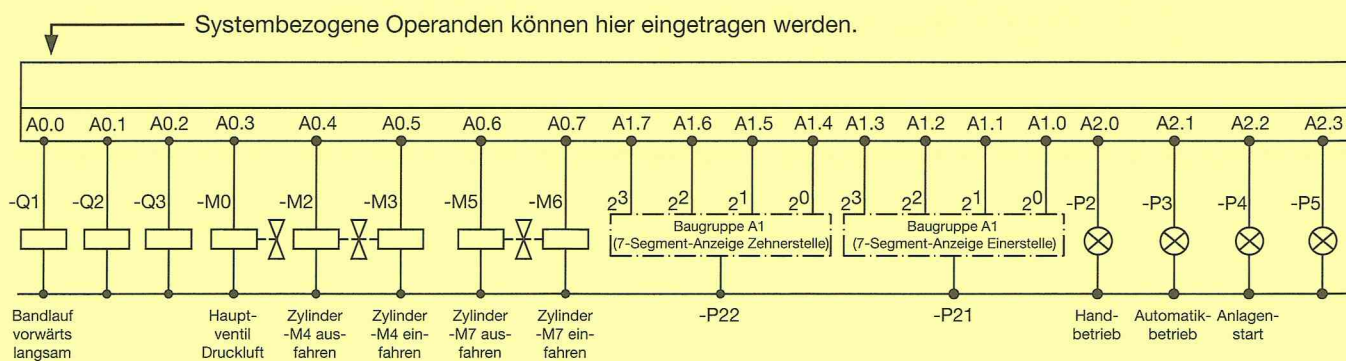 Systembezogene Operanden können hier eingetragen werden.
A0.0 A0.1 A0.2 A0.3 A0.4 A0.5 A0.6 A0.7 A1.7 A1.6 A1.5 A1.4 A1.3 A1.2 A1.1 A1.0 A2.0 A2.1 A2.2 A2.3
-Q1 -Q2 -Q3 -M0 -M2 -M3 -M5 -M6 2³ 2² 2¹ 2⁰ 2³ 2² 2¹ 2⁰ -P2 -P3 -P4 -P5
Baugruppe A1
(7-Segment-Anzeige Zehnerstelle)
Baugruppe A1
(7-Segment-Anzeige Einerstelle)
Bandlauf
vorwärts
langsam
Haupt-
ventil
Druckluft
Zylinder
-M4 aus-
fahren
Zylinder
-M4 ein-
fahren
Zylinder
-M7 aus-
fahren
Zylinder
-M7 ein-
fahren
-P22
-P21
Hand-
betrieb
Automatik-
betrieb
Anlagen-
start